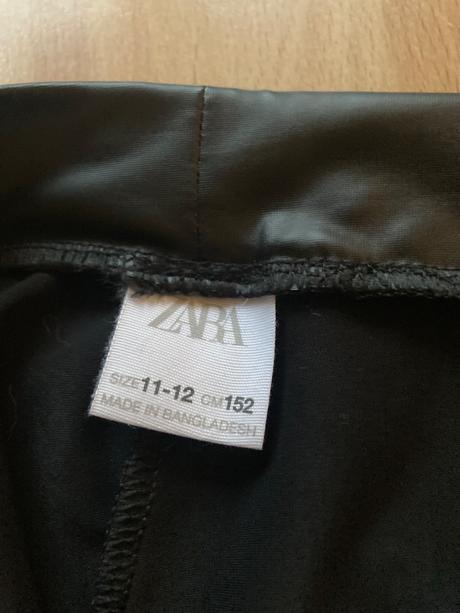 ZARA
SIZE 11-12 CM 152
MADE IN BANGLADESH